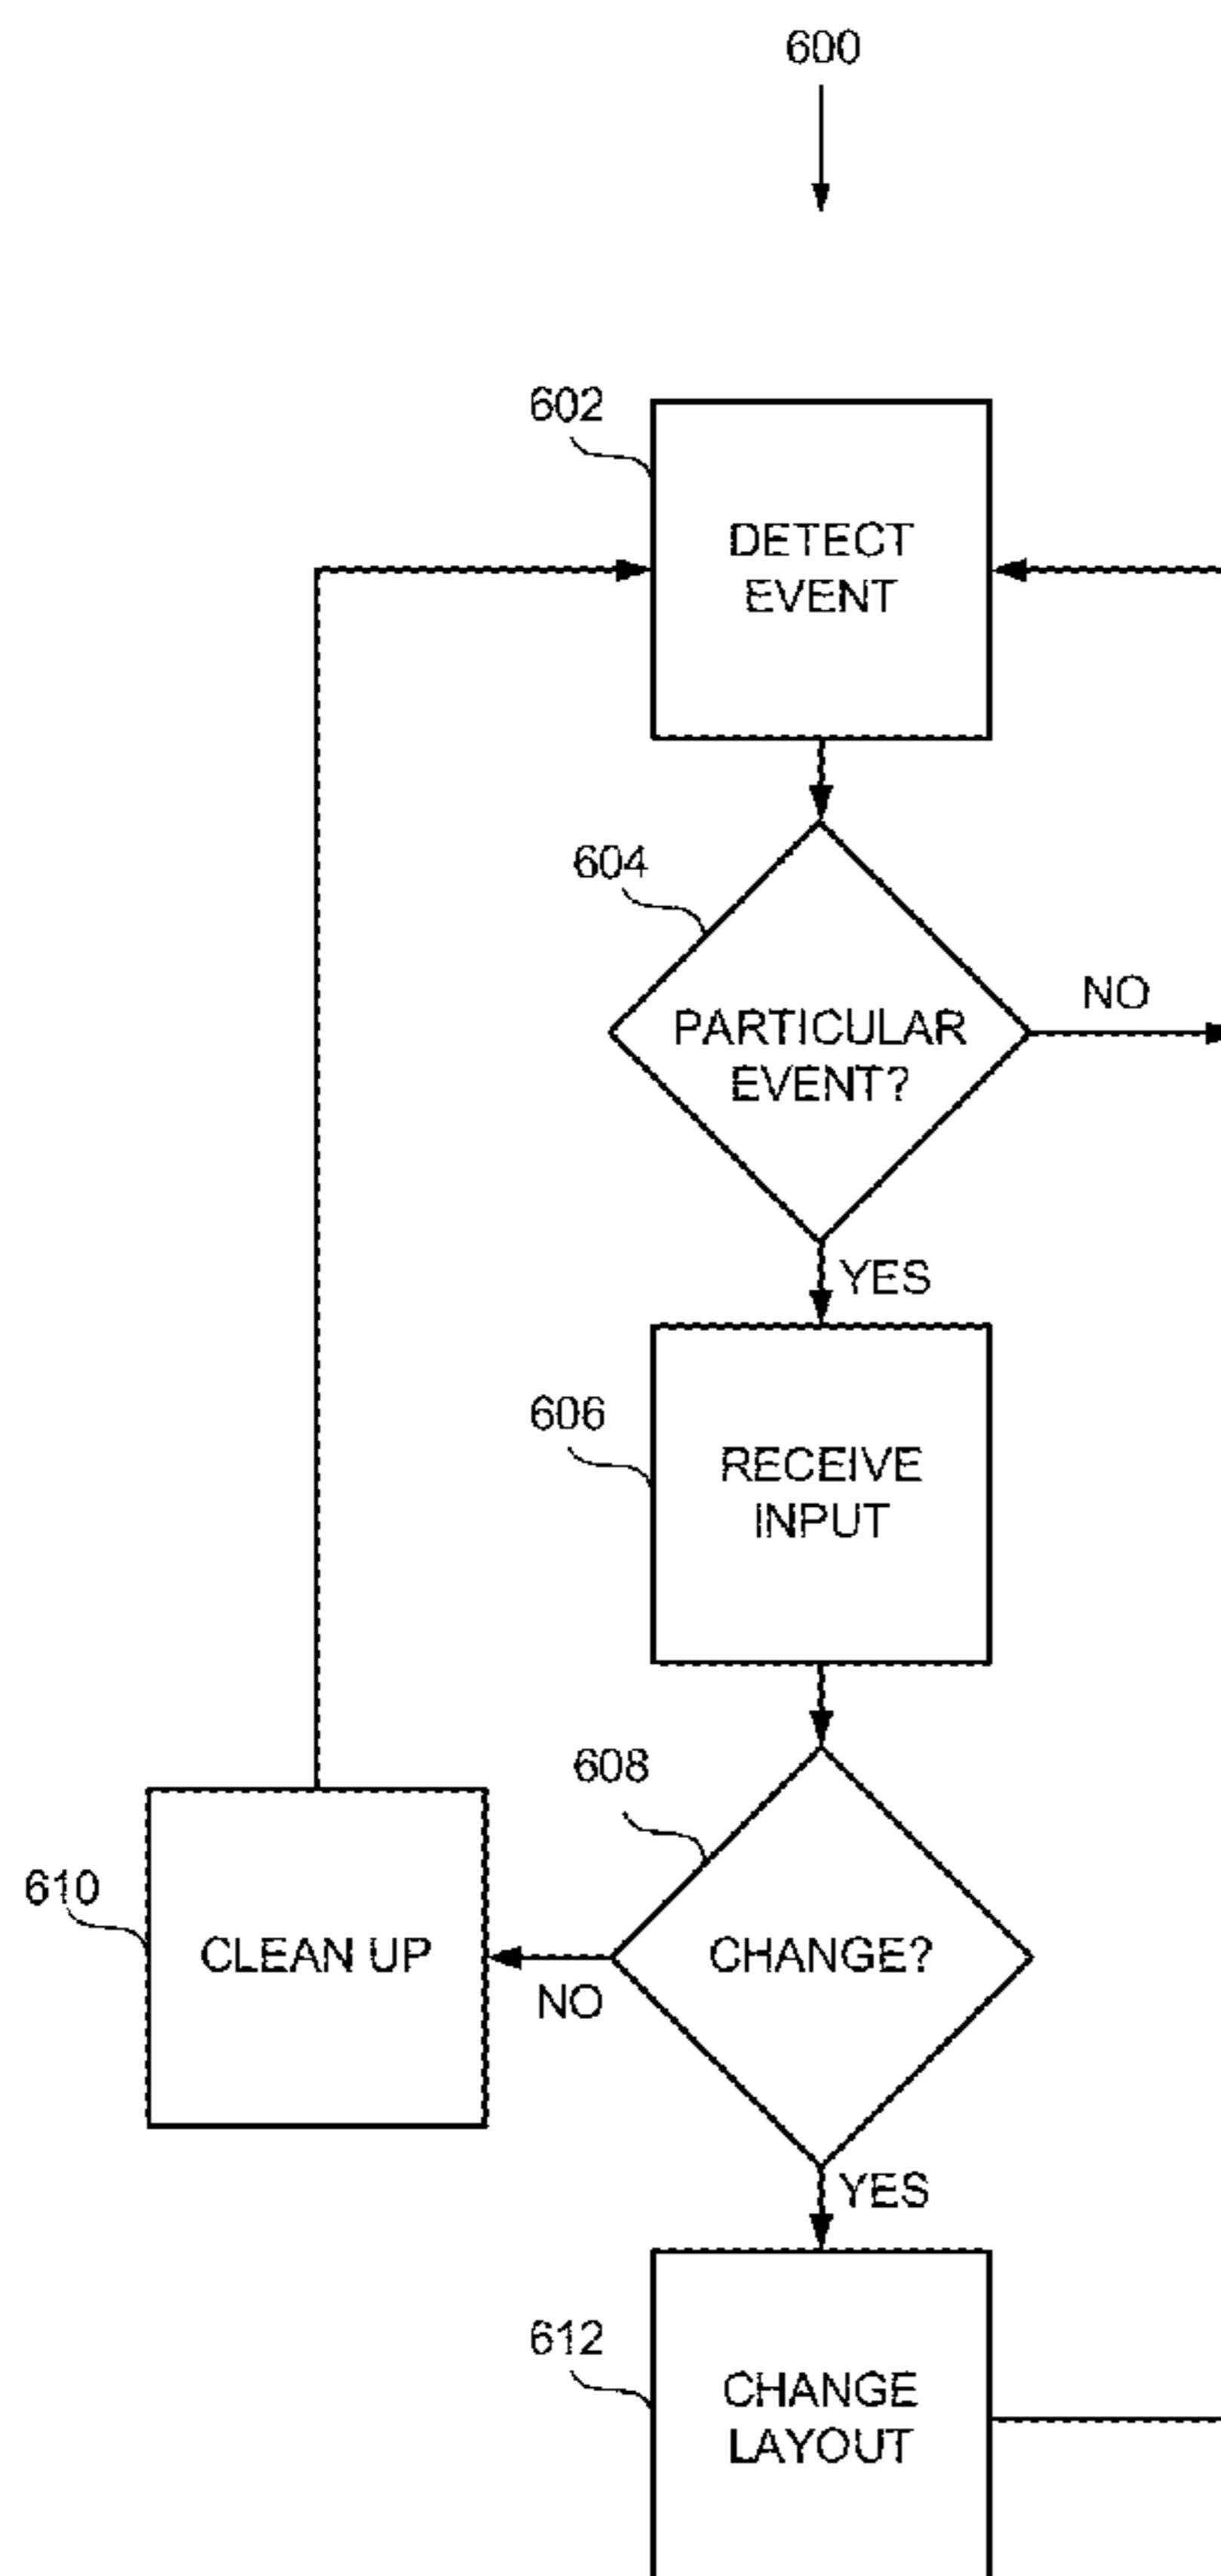 600
602
DETECT
EVENT
604
PARTICULAR
EVENT?
NO
YES
606
RECEIVE
INPUT
608
CHANGE?
610
CLEAN UP
NO
YES
612
CHANGE
LAYOUT